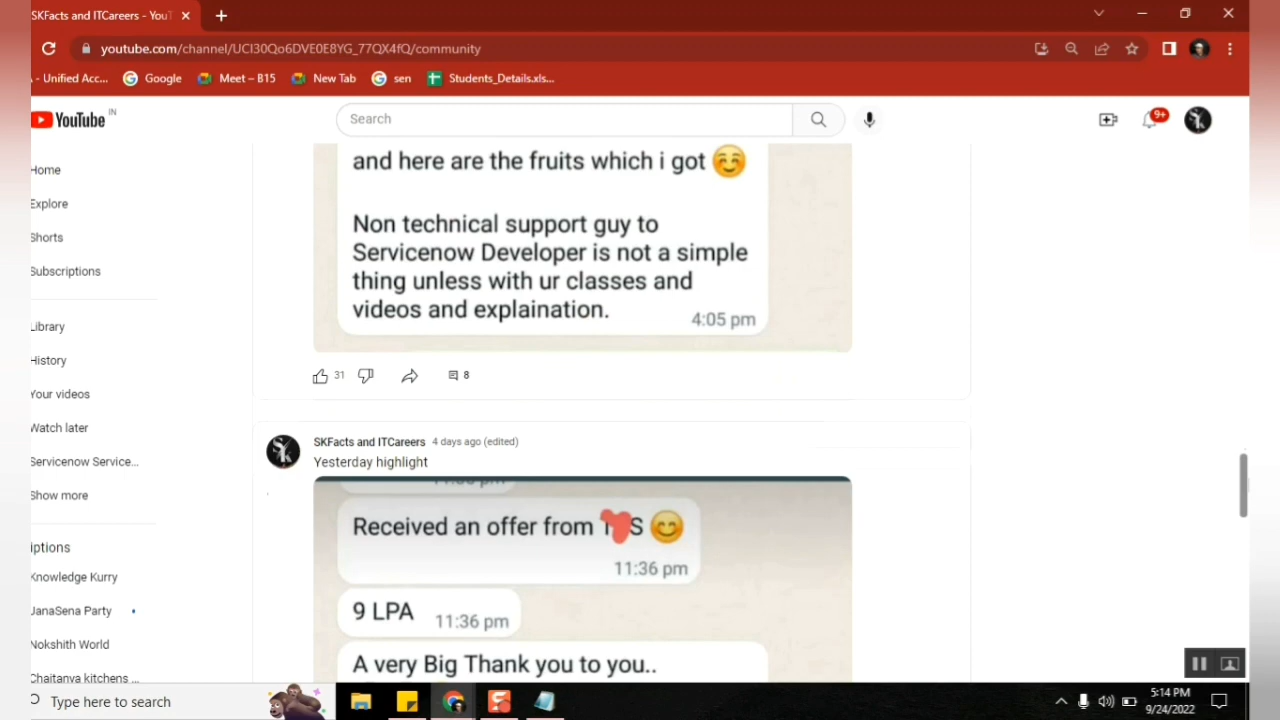 SKFacts and ITCareers - YouT
youtube.com/channel/UCI30Qo6DVE0E8YG_77QX4fQ/community
- Unified Acc...
Google
Meet – B15
New Tab
sen
Students_Details.xls...
YouTube IN
Search
9+
Home
Explore
Shorts
Subscriptions
Library
History
Your videos
Watch later
Servicenow Service...
Show more
iptions
Knowledge Kurry
JanaSena Party
Nokshith World
Chaitanya kitchens ...
and here are the fruits which i got
Non technical support guy to
Servicenow Developer is not a simple
thing unless with ur classes and
videos and explaination.
4:05 pm
31
8
SKFacts and ITCareers 4 days ago (edited)
Yesterday highlight
11:36 pm
Received an offer from S
11:36 pm
9 LPA 11:36 pm
A very Big Thank you to you..
Type here to search
5:14 PM
9/24/2022